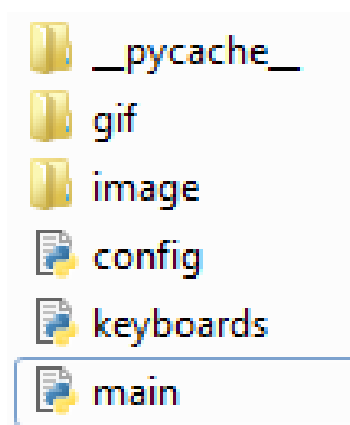 __pycache__
gif
image
config
keyboards
main